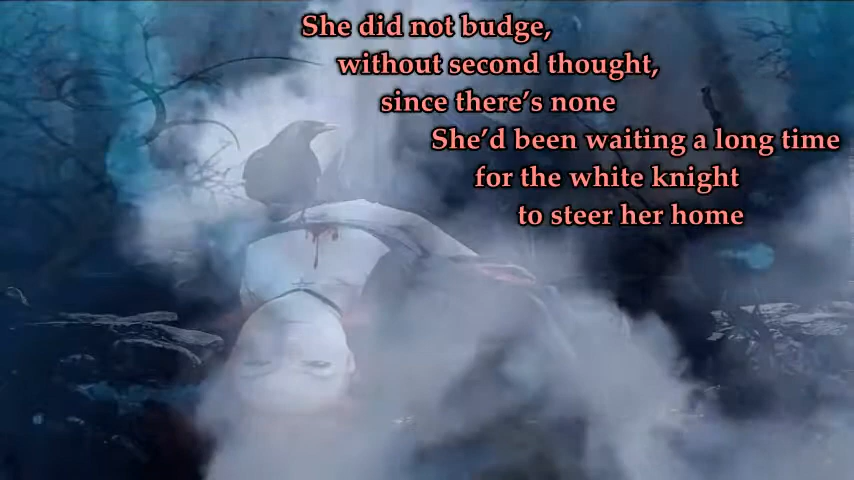 She did not budge,
without second thought,
since there’s none
She’d been waiting a long time
for the white knight
to steer her home